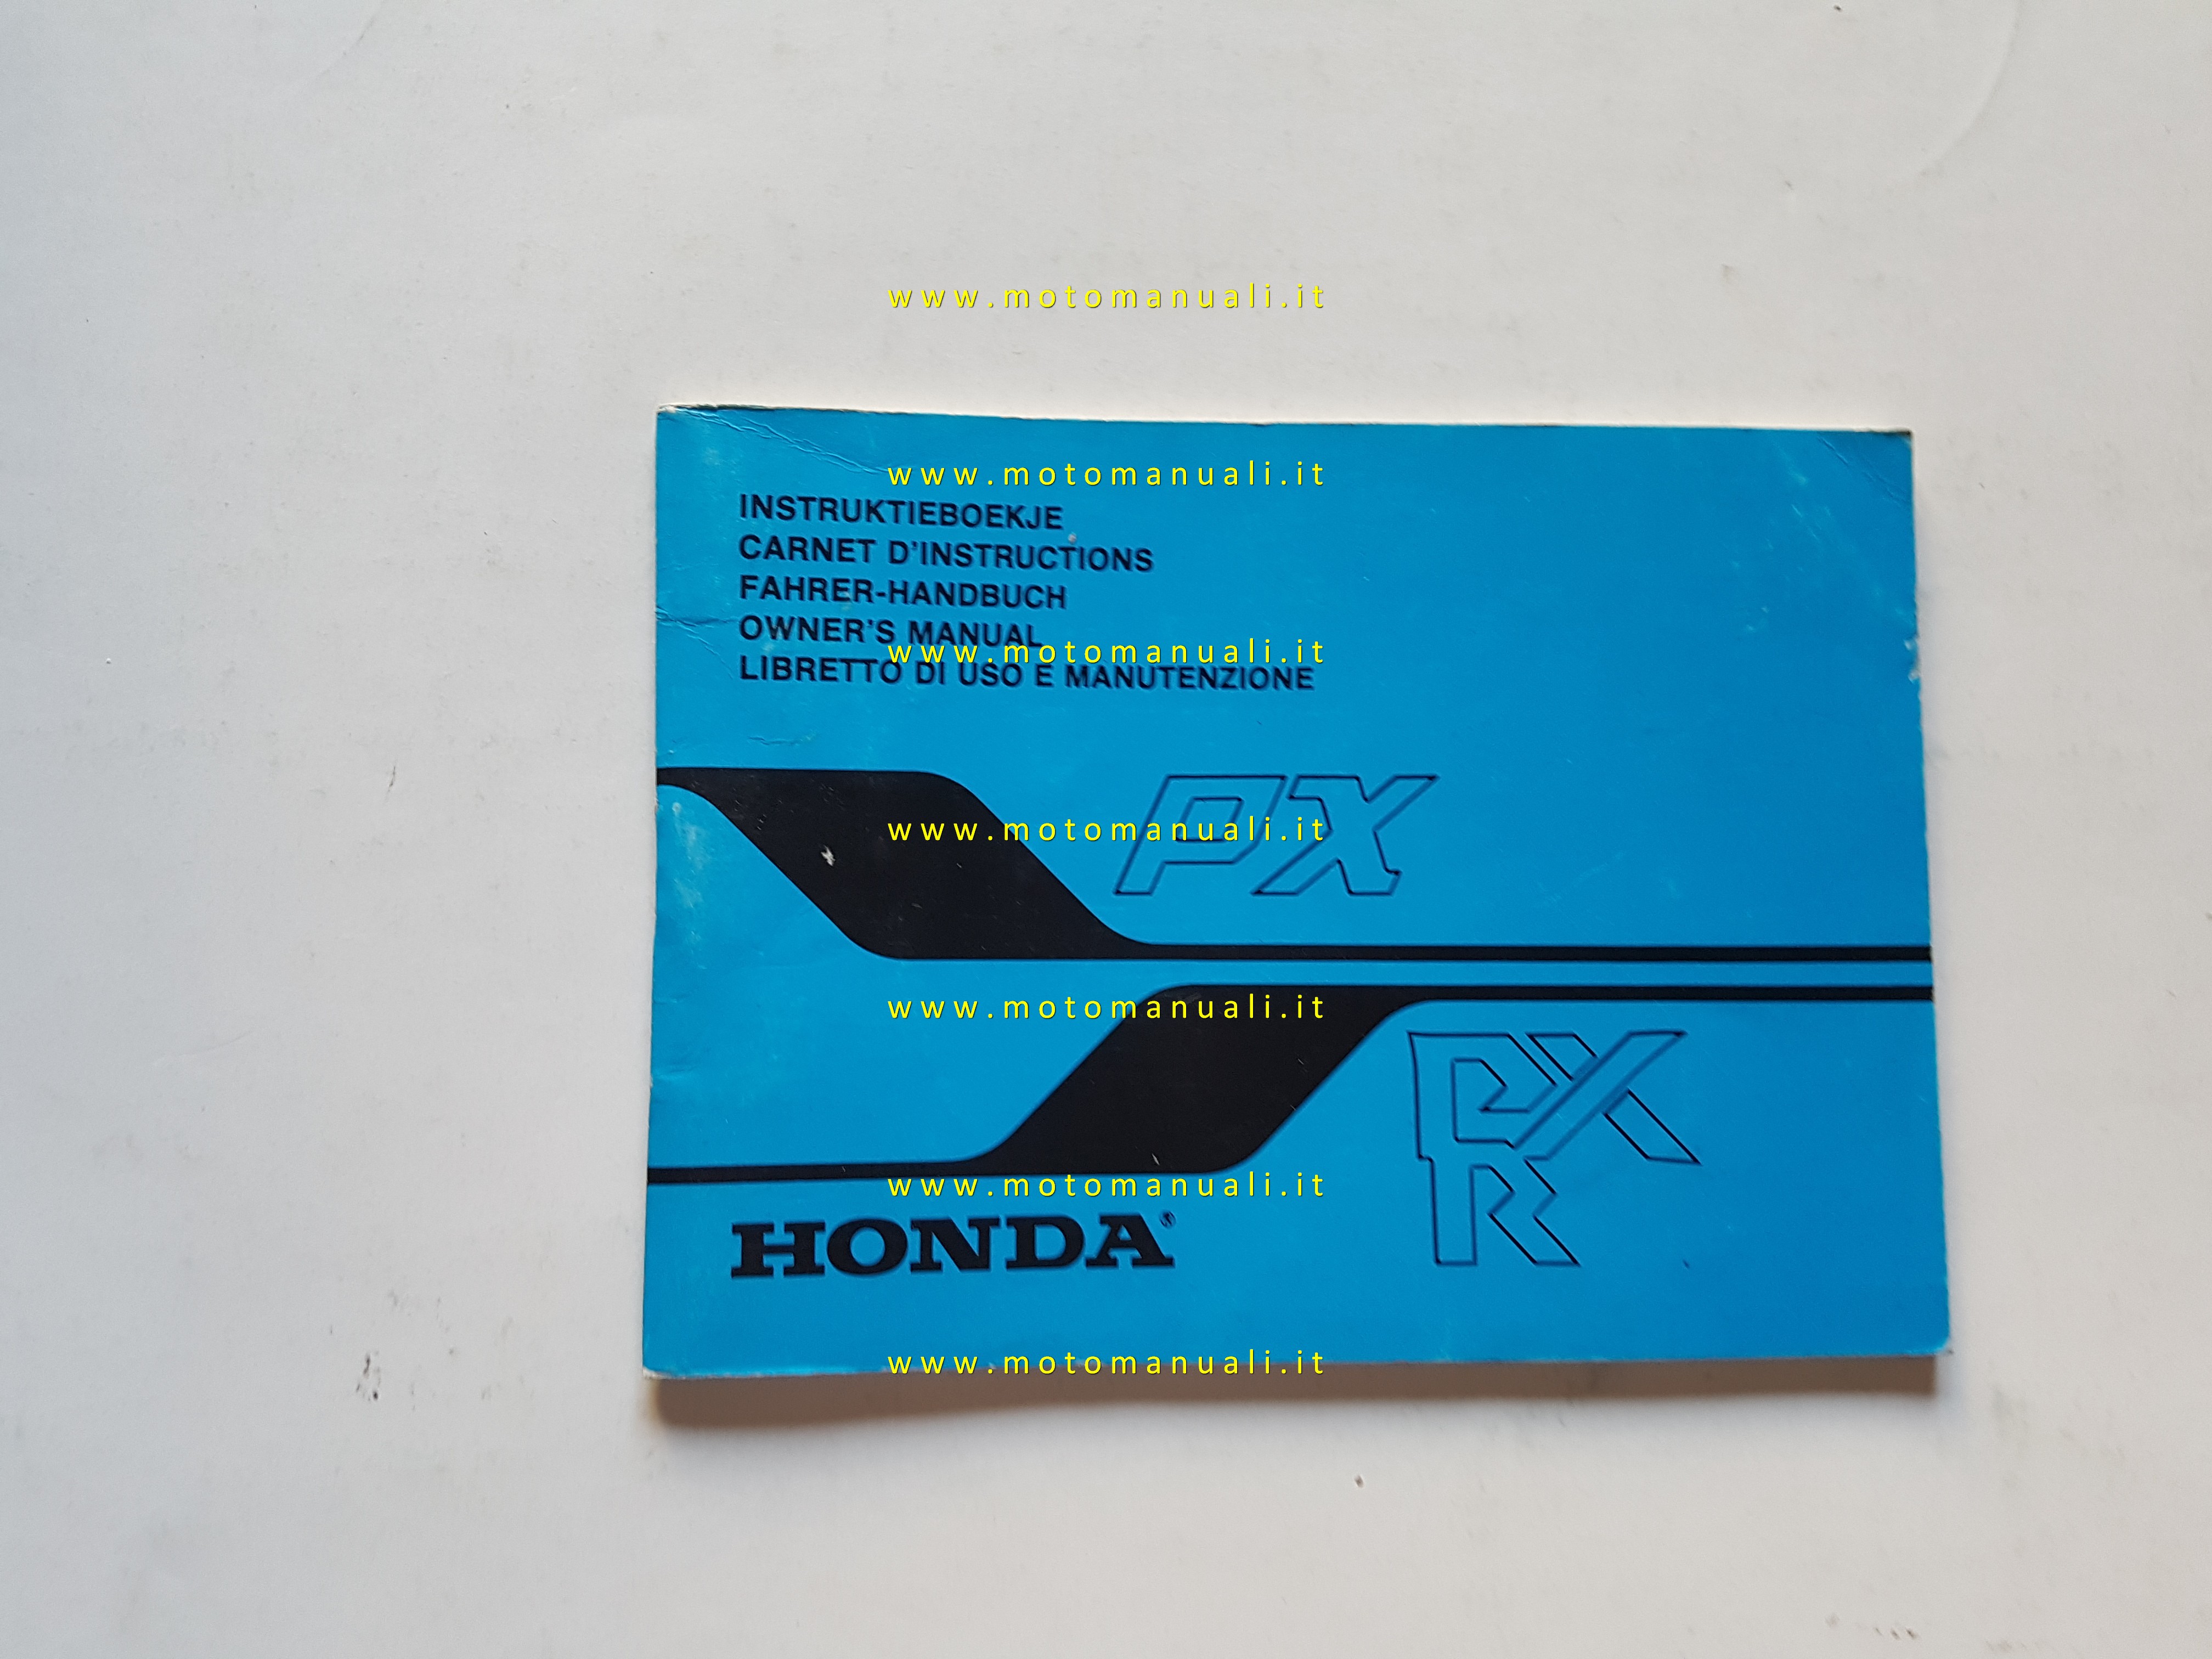 www.motomanuali.it
www.motomanuali.it
INSTRUKTIEBOEKJE
CARNET D'INSTRUCTIONS
FAHRER-HANDBUCH
OWNER'S MANUAL
www.motomanuali.it
LIBRETTO DI USO E MANUTENZIONE
PX
www.motomanuali.it
www.motomanuali.it
PX
R
www.motomanuali.it
HONDA®
www.motomanuali.it